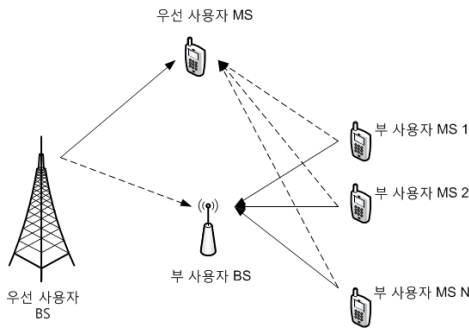 우선 사용자 MS
부 사용자 MS 1
부 사용자 MS 2
부 사용자 BS
부 사용자 MS N
우선 사용자
BS